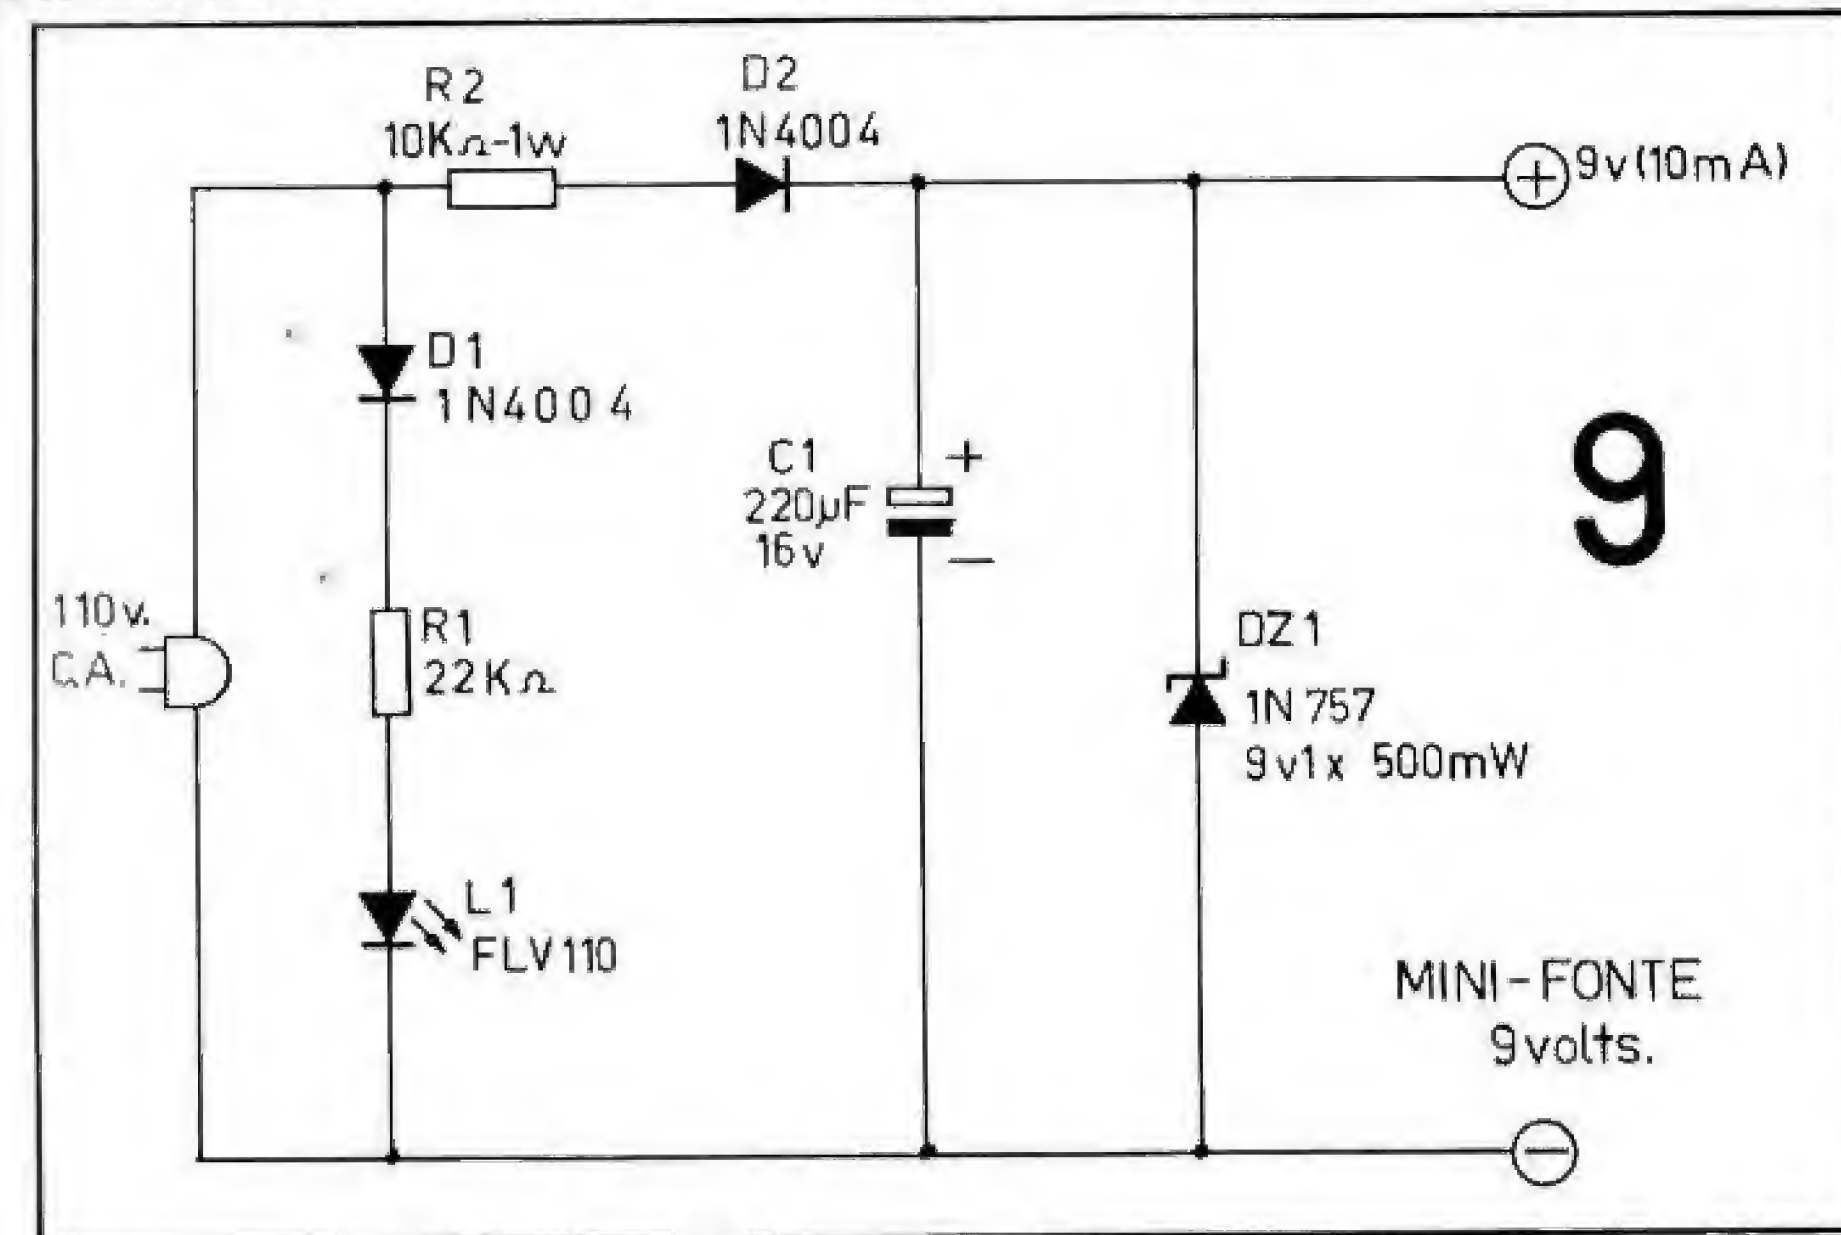 R2
10KΩ-1w
D2
1N4004
+ 9v(10mA)
D1
1N4004
C1
220µF
16v
+
−
9
110v.
C.A.
R1
22KΩ
DZ1
1N757
9v1x 500mW
L1
FLV110
MINI-FONTE
9volts.
−